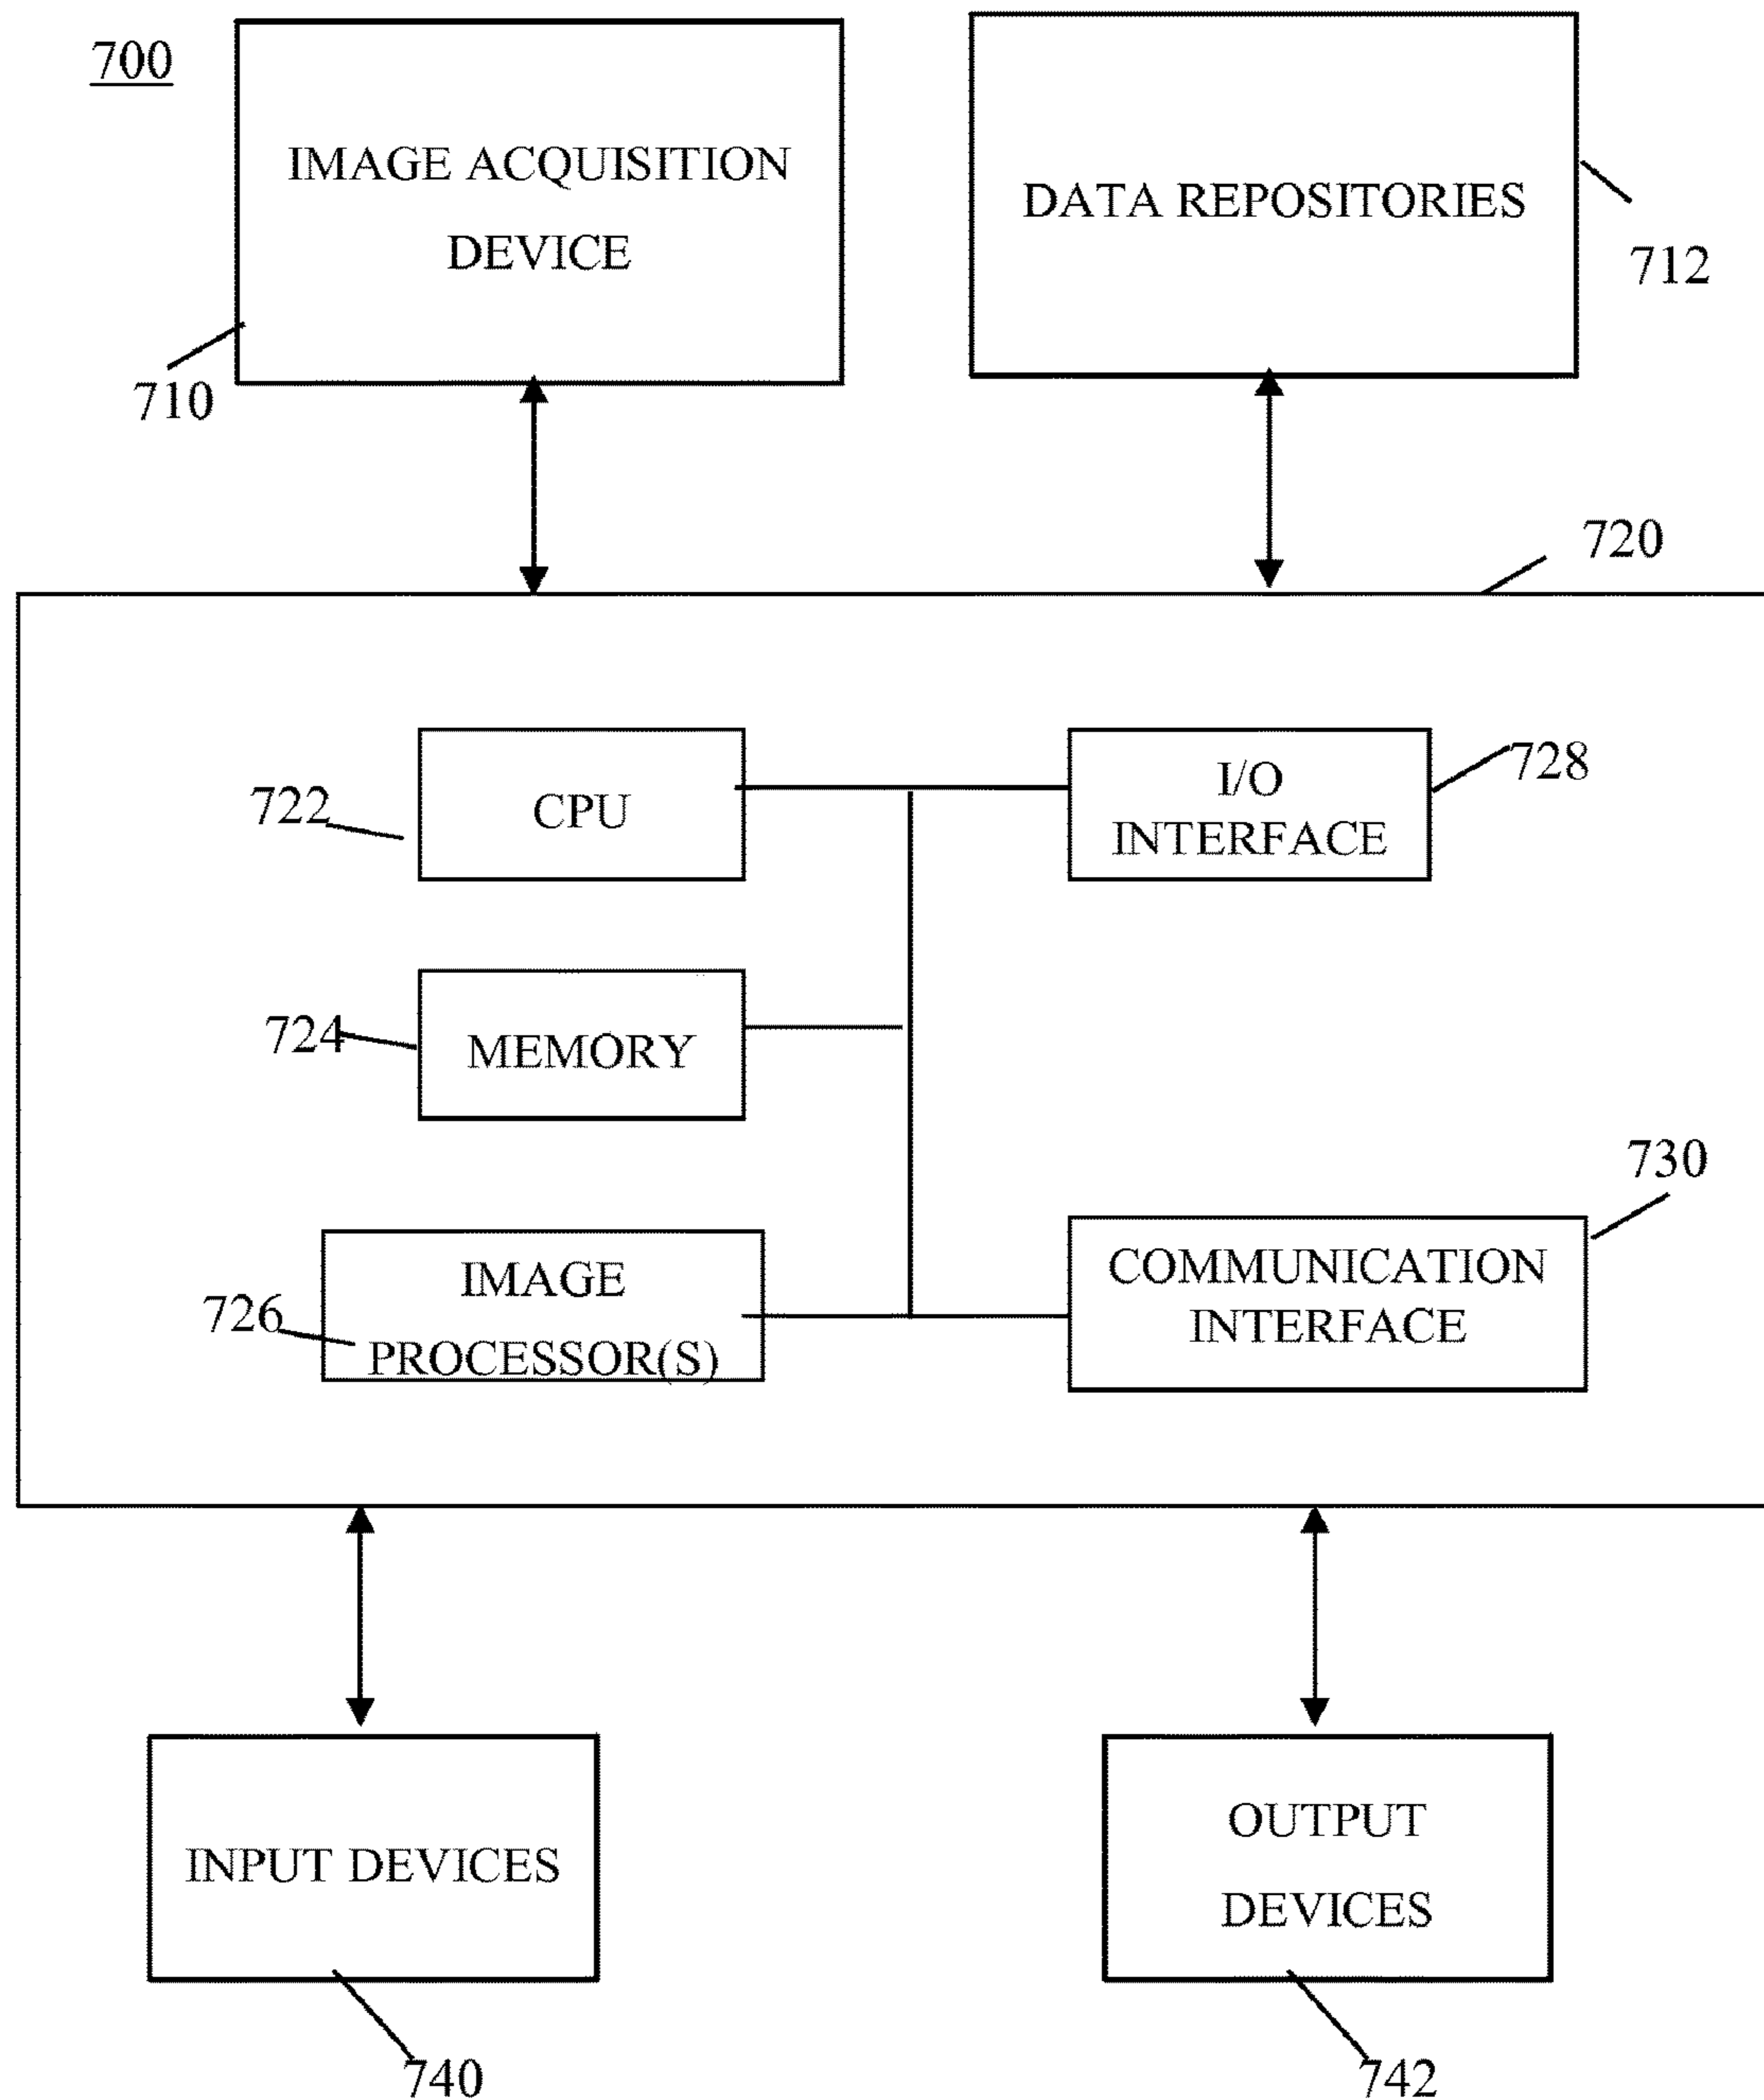 700
IMAGE ACQUISITION
DEVICE
710
DATA REPOSITORIES
712
720
CPU
722
I/O
INTERFACE
728
MEMORY
724
730
IMAGE
PROCESSOR(S)
726
COMMUNICATION
INTERFACE
INPUT DEVICES
740
OUTPUT
DEVICES
742